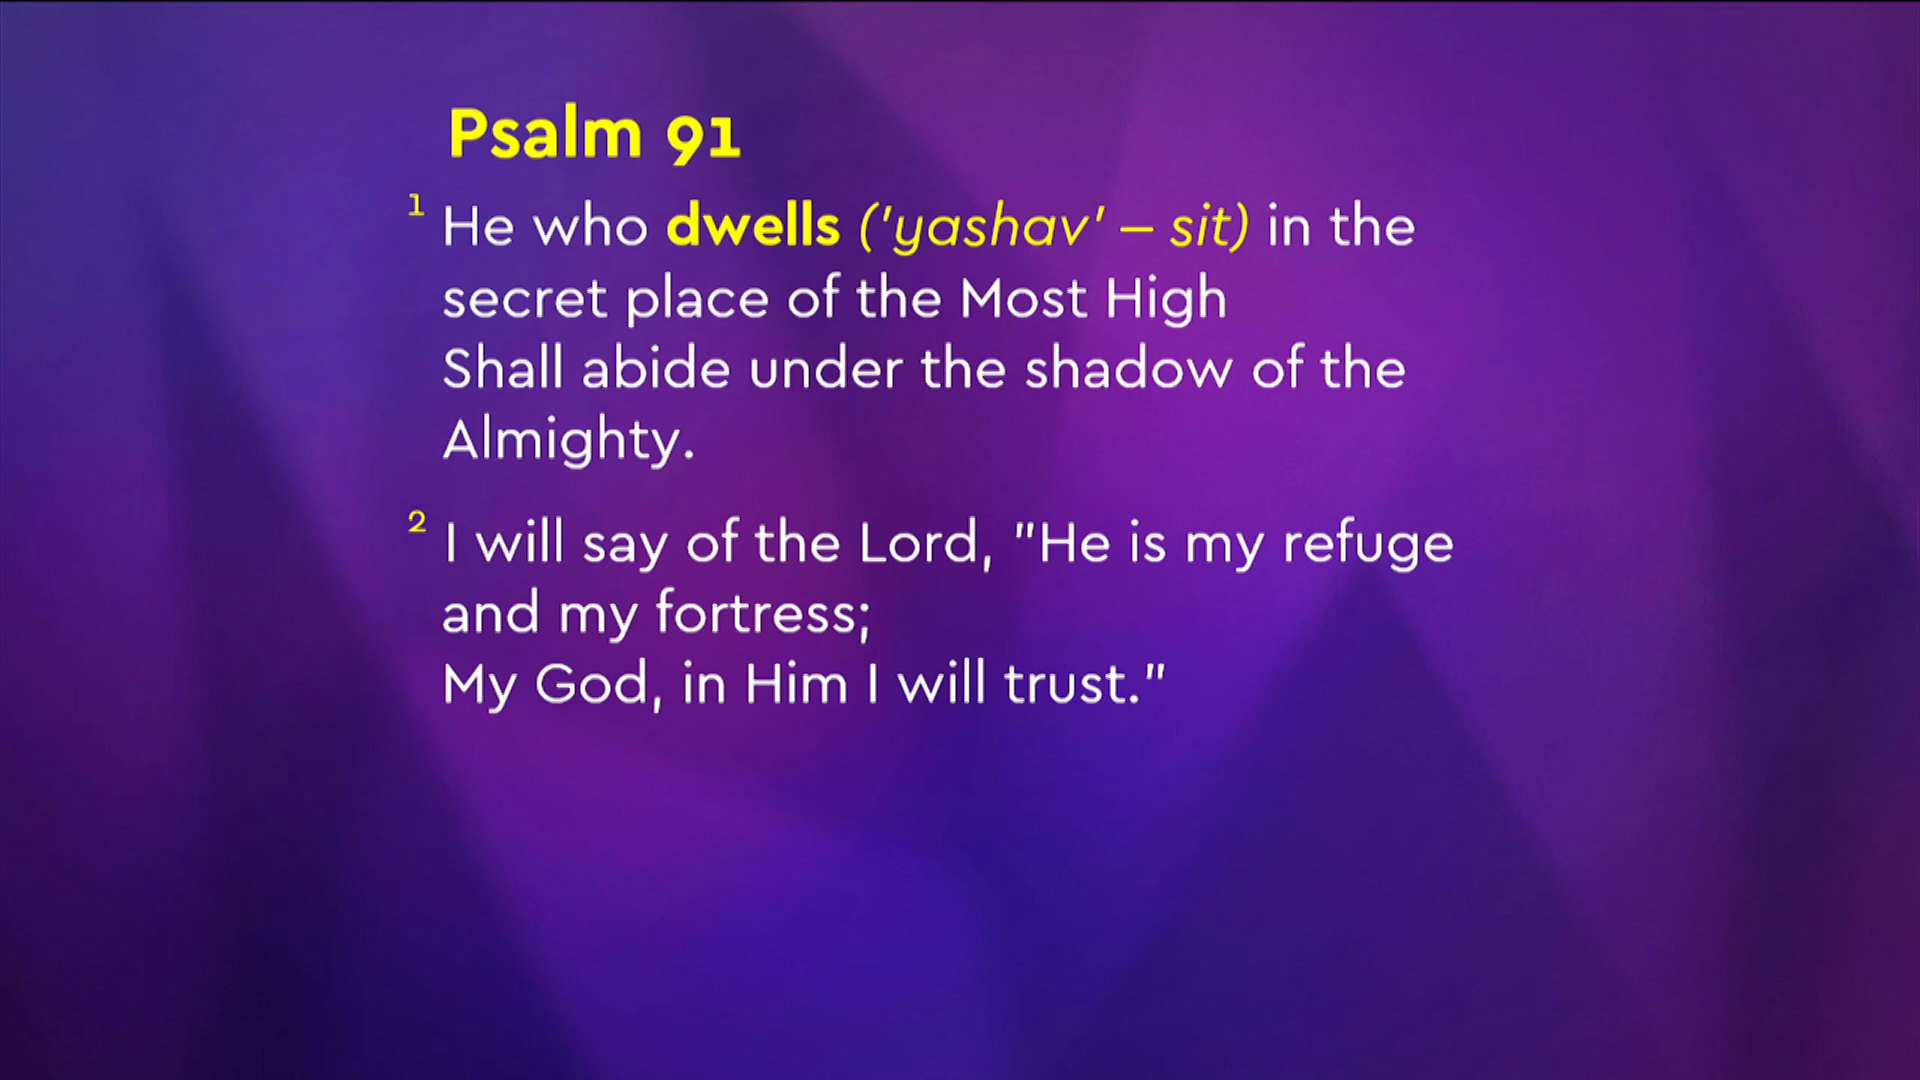 Psalm 91
1 He who dwells ('yashav' – sit) in the
secret place of the Most High
Shall abide under the shadow of the
Almighty.
2 I will say of the Lord, "He is my refuge
and my fortress;
My God, in Him I will trust."